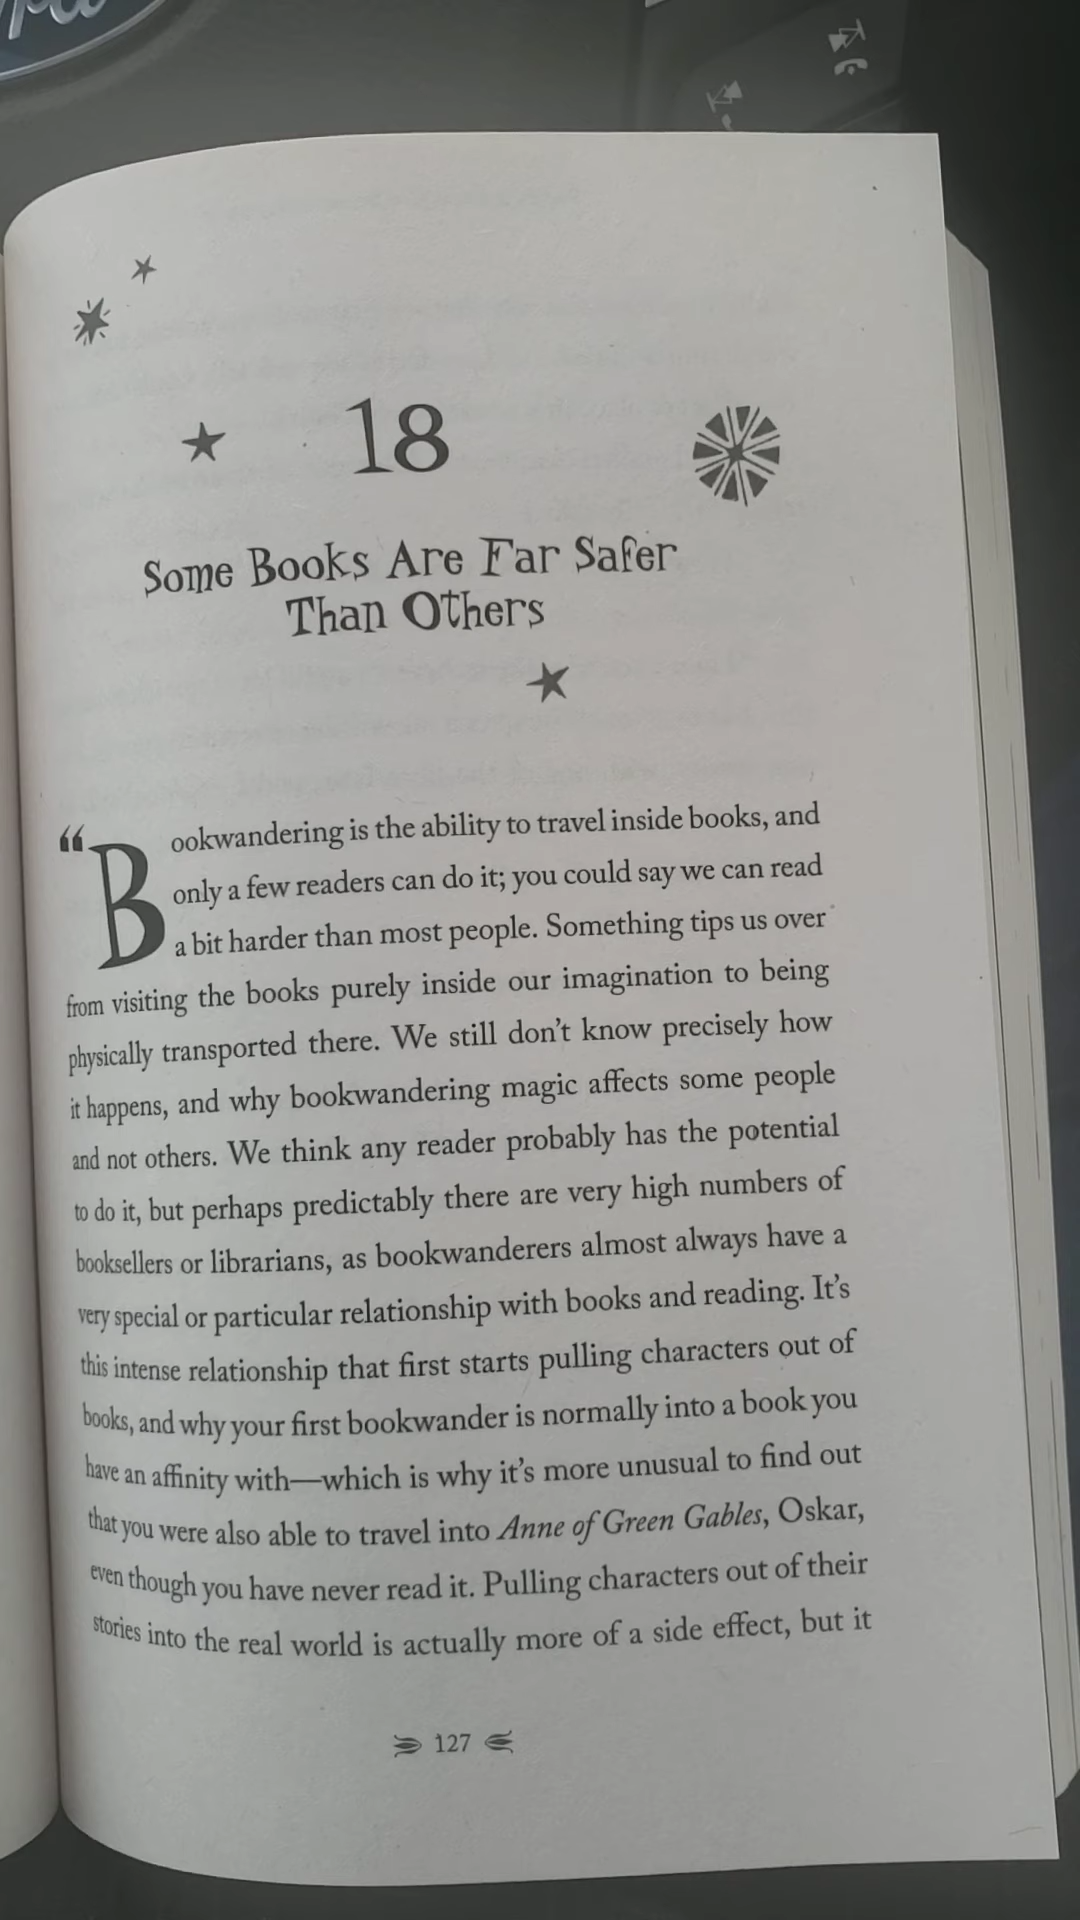 18
Some Books Are Far Safer
Than Others
“Bookwandering is the ability to travel inside books, and
only a few readers can do it; you could say we can read
a bit harder than most people. Something tips us over
from visiting the books purely inside our imagination to being
physically transported there. We still don’t know precisely how
it happens, and why bookwandering magic affects some people
and not others. We think any reader probably has the potential
to do it, but perhaps predictably there are very high numbers of
booksellers or librarians, as bookwanderers almost always have a
very special or particular relationship with books and reading. It’s
this intense relationship that first starts pulling characters out of
books, and why your first bookwander is normally into a book you
have an affinity with—which is why it’s more unusual to find out
that you were also able to travel into Anne of Green Gables, Oskar,
even though you have never read it. Pulling characters out of their
stories into the real world is actually more of a side effect, but it
127